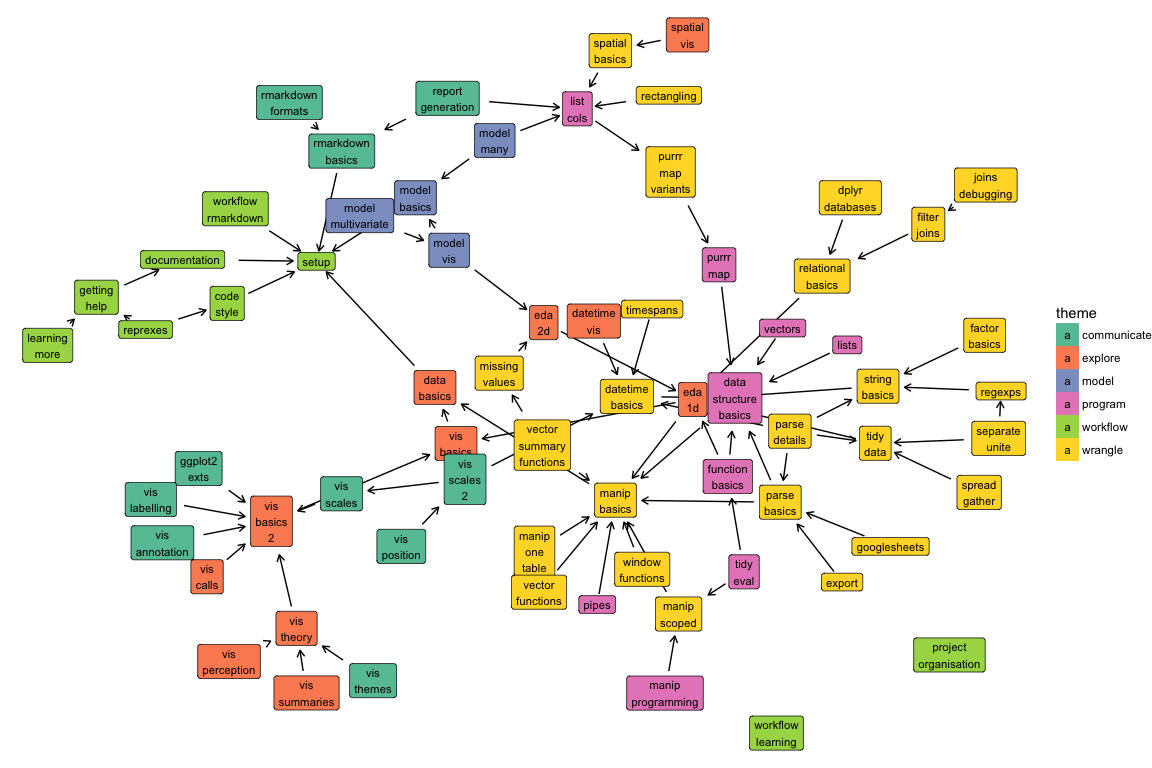 spatial
vis
spatial
basics
rmarkdown
formats
report
generation
list
cols
rectangling
model
many
rmarkdown
basics
purrr
map
variants
joins
debugging
dplyr
databases
workflow
rmarkdown
model
multivariate
model
basics
filter
joins
model
vis
documentation
setup
purrr
map
relational
basics
getting
help
code
style
reprexes
learning
more
eda
2d
datetime
vis
timespans
vectors
lists
factor
basics
theme
a communicate
a explore
a model
a program
a workflow
a wrangle
missing
values
data
basics
datetime
basics
eda
1d
data
structure
basics
string
basics
regexps
vis
basics
vector
summary
functions
parse
details
tidy
data
separate
unite
ggplot2
exts
vis
labelling
vis
basics
2
vis
scales
vis
scales
2
function
basics
manip
basics
parse
basics
spread
gather
vis
annotation
vis
calls
vis
position
manip
one
table
vector
functions
window
functions
pipes
tidy
eval
googlesheets
export
manip
scoped
vis
theory
vis
perception
vis
summaries
vis
themes
manip
programming
project
organisation
workflow
learning